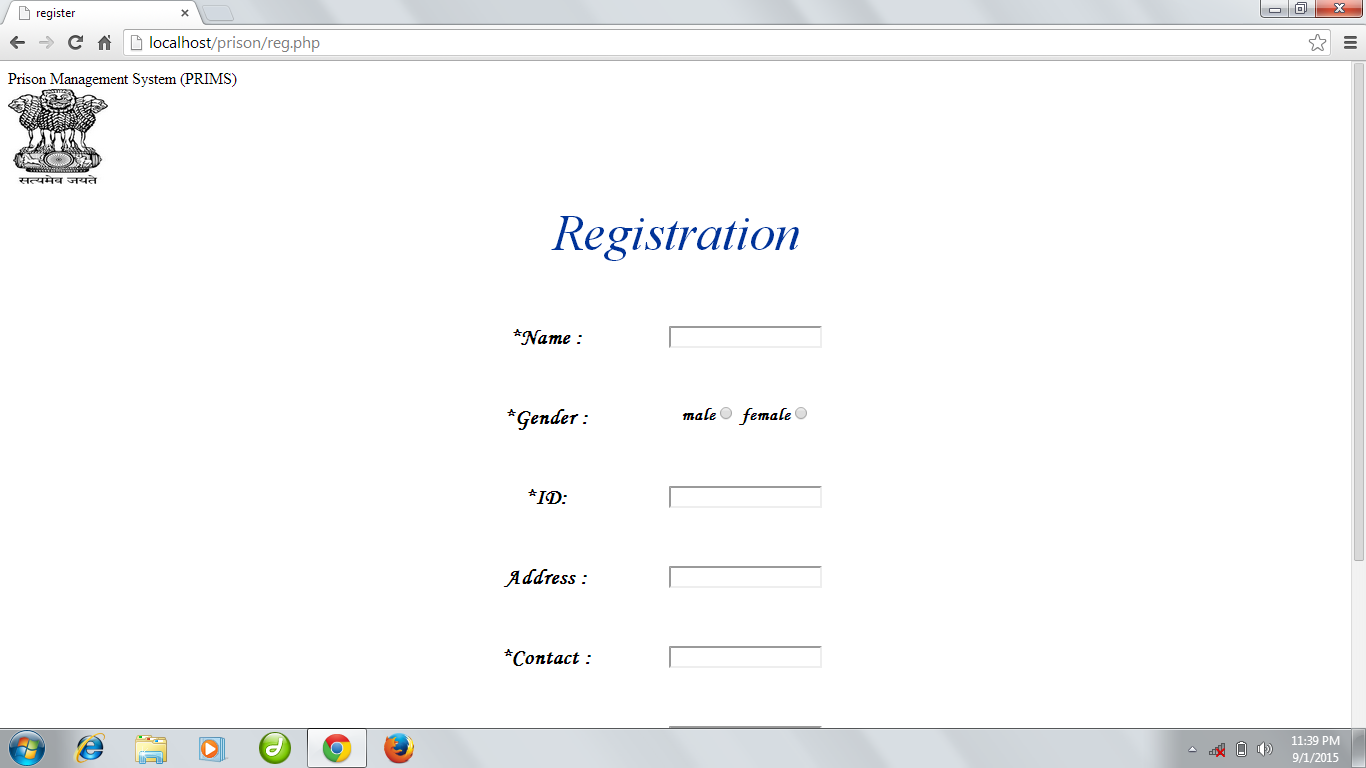 register
localhost/prison/reg.php
Prison Management System (PRIMS)
सत्यमेव जयते
Registration
*Name :
*Gender : male female
*ID:
Address :
*Contact :
11:39 PM
9/1/2015